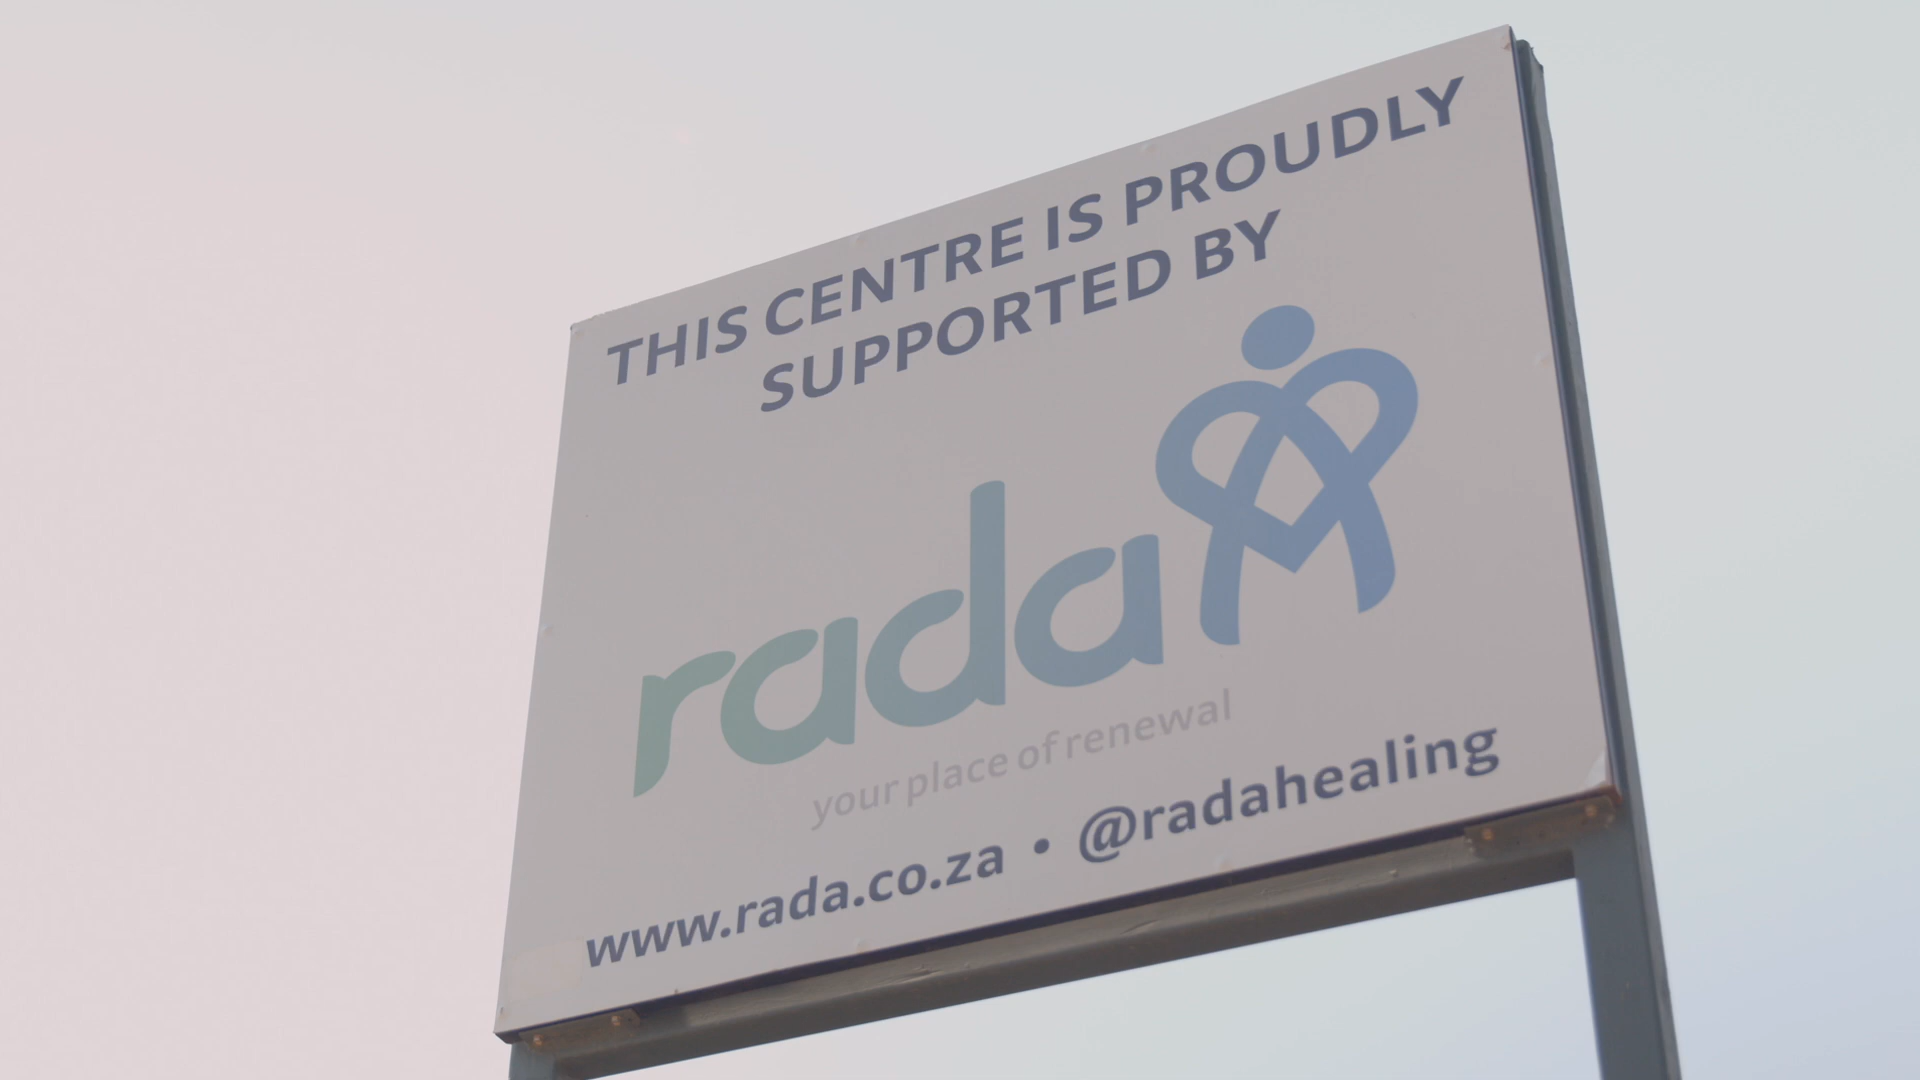 THIS CENTRE IS PROUDLY
SUPPORTED BY
rada
your place of renewal
www.rada.co.za • @radahealing